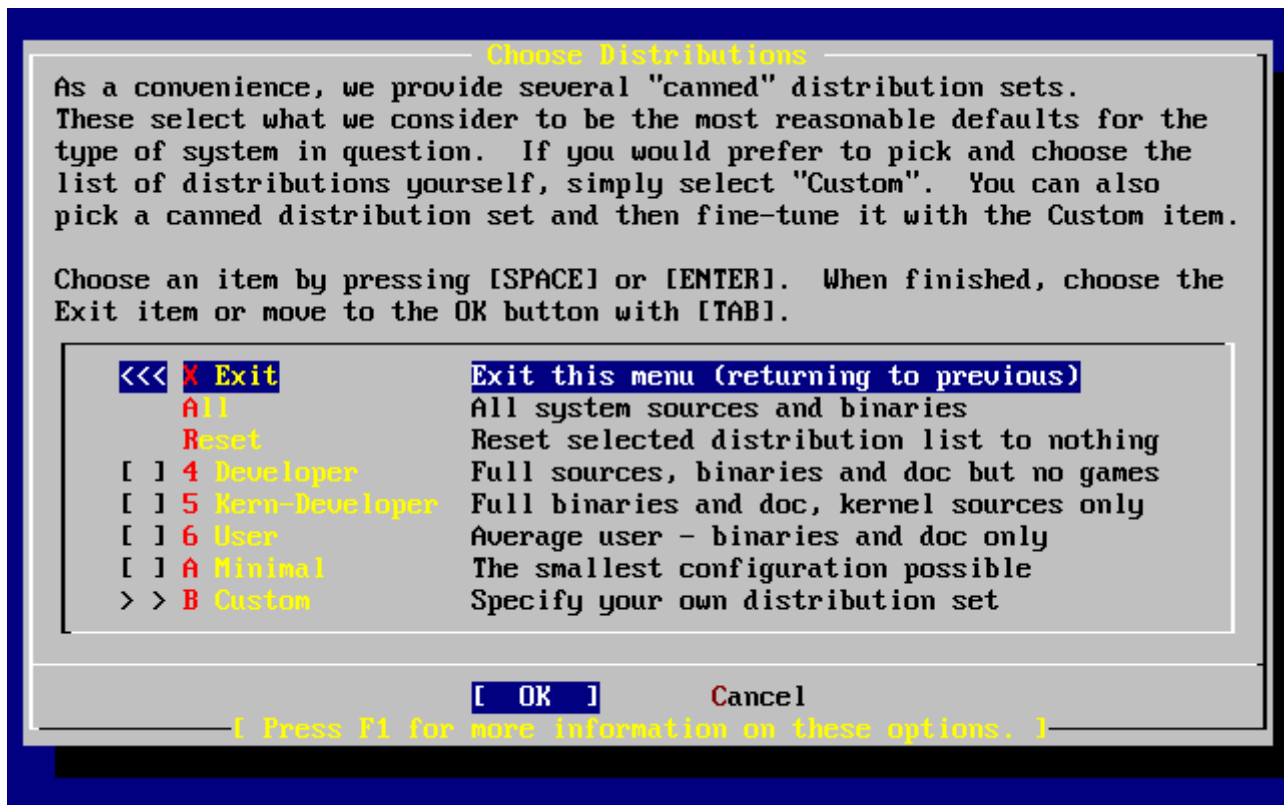 Choose Distributions
As a convenience, we provide several "canned" distribution sets.
These select what we consider to be the most reasonable defaults for the
type of system in question.  If you would prefer to pick and choose the
list of distributions yourself, simply select "Custom".  You can also
pick a canned distribution set and then fine-tune it with the Custom item.
Choose an item by pressing [SPACE] or [ENTER].  When finished, choose the
Exit item or move to the OK button with [TAB].
<<< X Exit Exit this menu (returning to previous)
All All system sources and binaries
Reset Reset selected distribution list to nothing
[ ] 4 Developer Full sources, binaries and doc but no games
[ ] 5 Kern-Developer Full binaries and doc, kernel sources only
[ ] 6 User Average user - binaries and doc only
[ ] A Minimal The smallest configuration possible
> > B Custom Specify your own distribution set
[ OK ] Cancel
[ Press F1 for more information on these options. ]